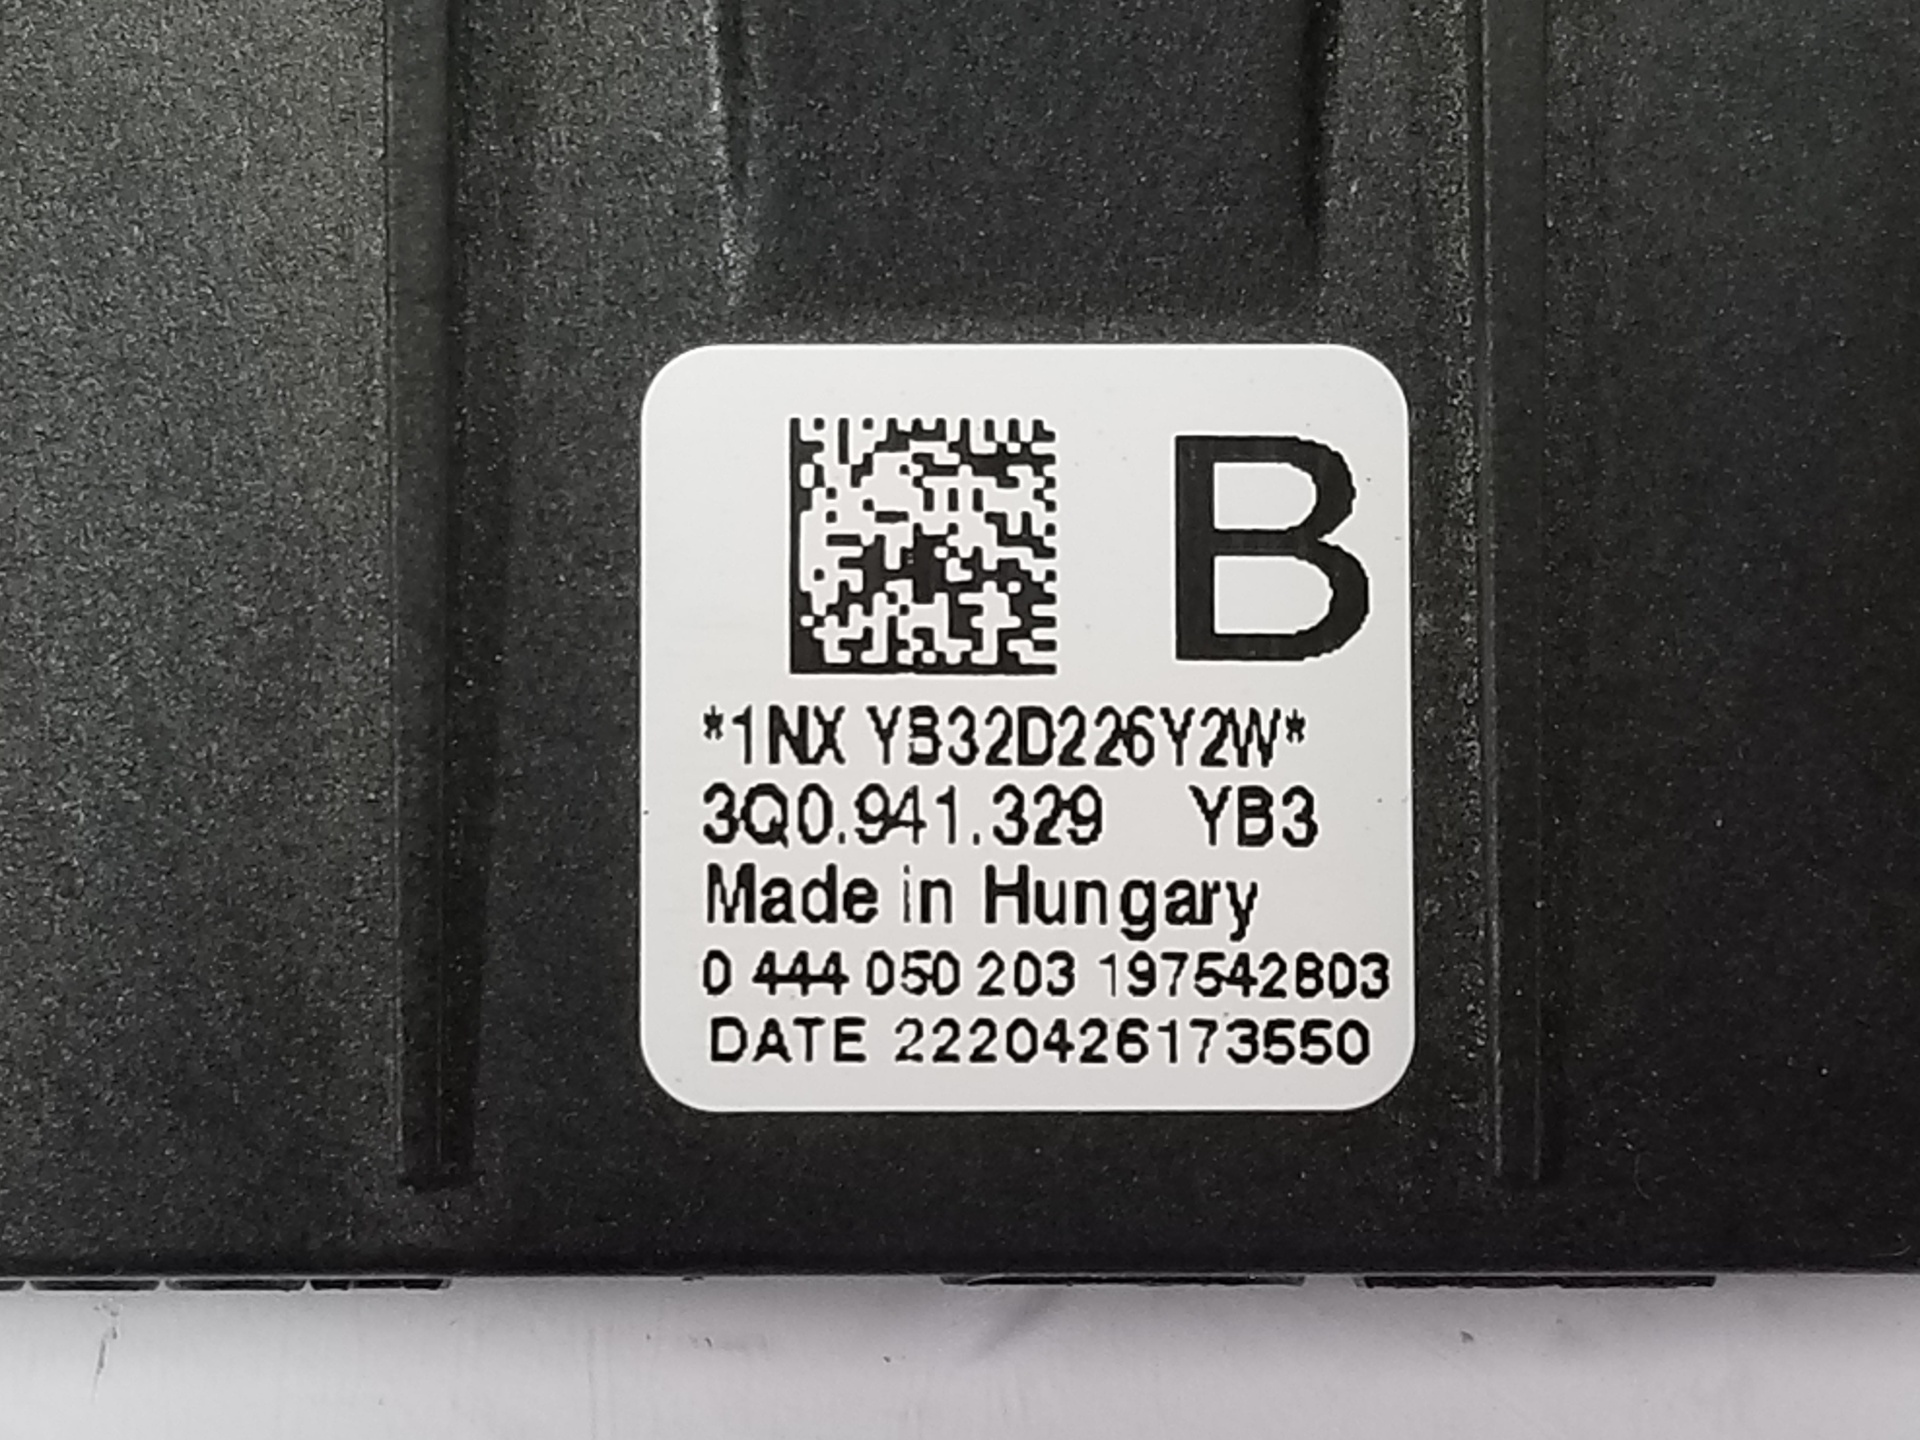 B
*1NX YB32D226Y2W*
3Q0.941.329 YB3
Made in Hungary
0 444 050 203 197542803
DATE 2220426173550